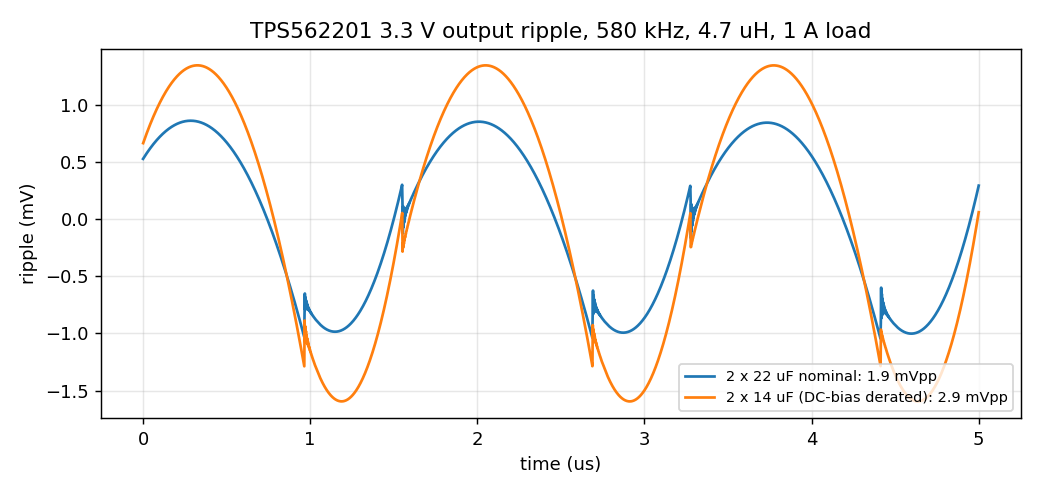 TPS562201 3.3 V output ripple, 580 kHz, 4.7 uH, 1 A load
ripple (mV)
1.0
0.5
0.0
−0.5
−1.0
−1.5
2 x 22 uF nominal: 1.9 mVpp
2 x 14 uF (DC-bias derated): 2.9 mVpp
0 1 2 3 4 5
time (us)